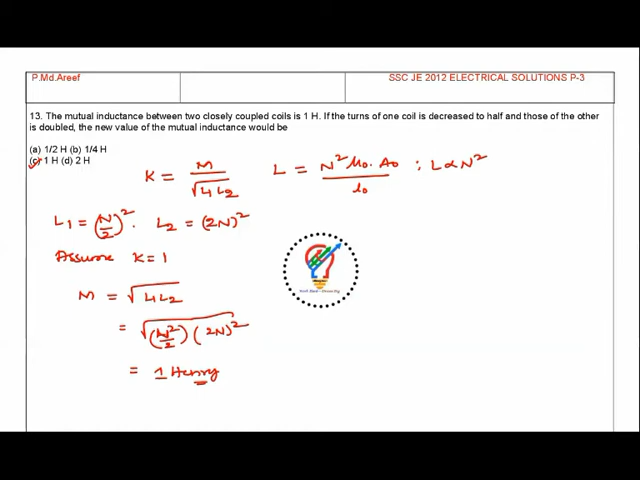 P.Md.Areef
SSC JE 2012 ELECTRICAL SOLUTIONS P-3
13. The mutual inductance between two closely coupled coils is 1 H. If the turns of one coil is decreased to half and those of the other
is doubled, the new value of the mutual inductance would be
(a) 1/2 H (b) 1/4 H
(c) 1 H (d) 2 H
K = M / √L1L2
L = N² μ0. A0 / l0 ; L ∝ N²
L1 = (N/2)². L2 = (2N)²
Assume K = 1
M = √L1L2
= √(N²/2)(2N)²
= 1 Henry